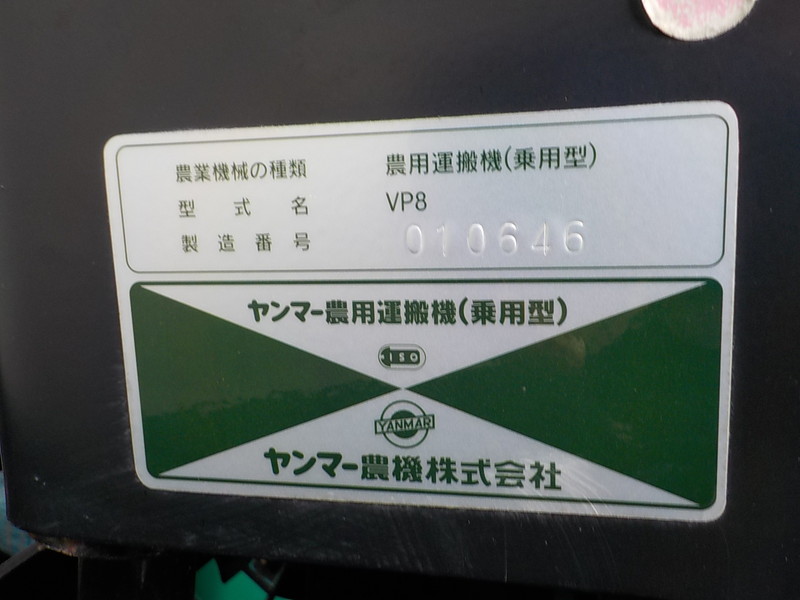 農業機械の種類 農用運搬機(乗用型)
型式名 VP8
製造番号 010646
ヤンマー農用運搬機(乗用型)
ISO
YANMAR
ヤンマー農機株式会社